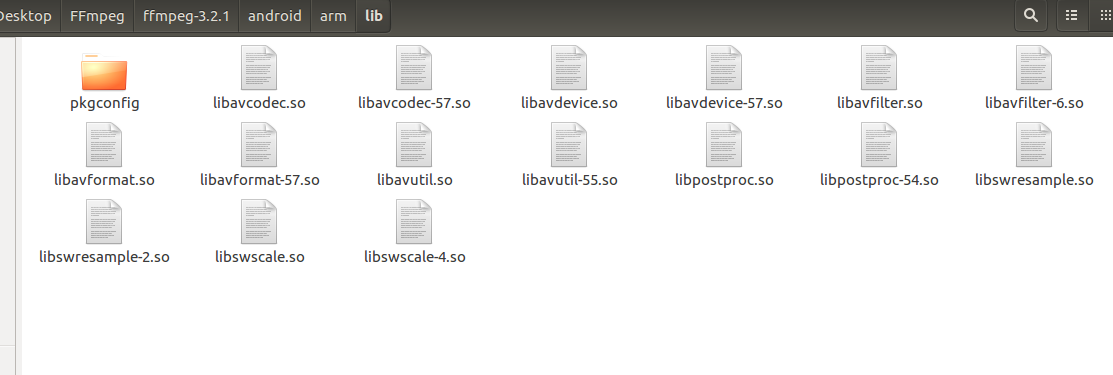 Desktop FFmpeg ffmpeg-3.2.1 android arm lib
pkgconfig libavcodec.so libavcodec-57.so libavdevice.so libavdevice-57.so libavfilter.so libavfilter-6.so
libavformat.so libavformat-57.so libavutil.so libavutil-55.so libpostproc.so libpostproc-54.so libswresample.so
libswresample-2.so libswscale.so libswscale-4.so